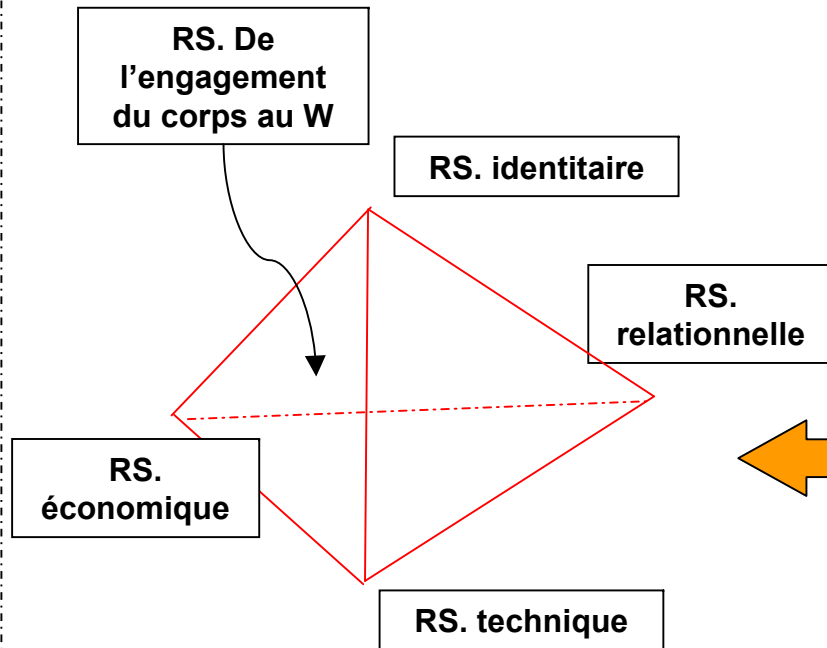 RS. De
l’engagement
du corps au W
RS. identitaire
RS.
relationnelle
RS.
économique
RS. technique